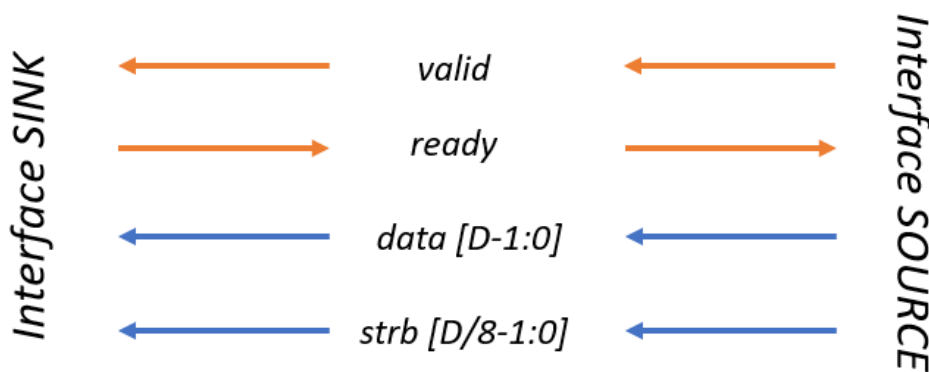 Interface SINK
valid
ready
data [D-1:0]
strb [D/8-1:0]
Interface SOURCE